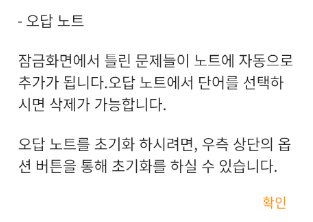 - 오답 노트
잠금화면에서 틀린 문제들이 노트에 자동으로
추가가 됩니다.오답 노트에서 단어를 선택하
시면 삭제가 가능합니다.
오답 노트를 초기화 하시려면, 우측 상단의 옵
션 버튼을 통해 초기화를 하실 수 있습니다.
확인